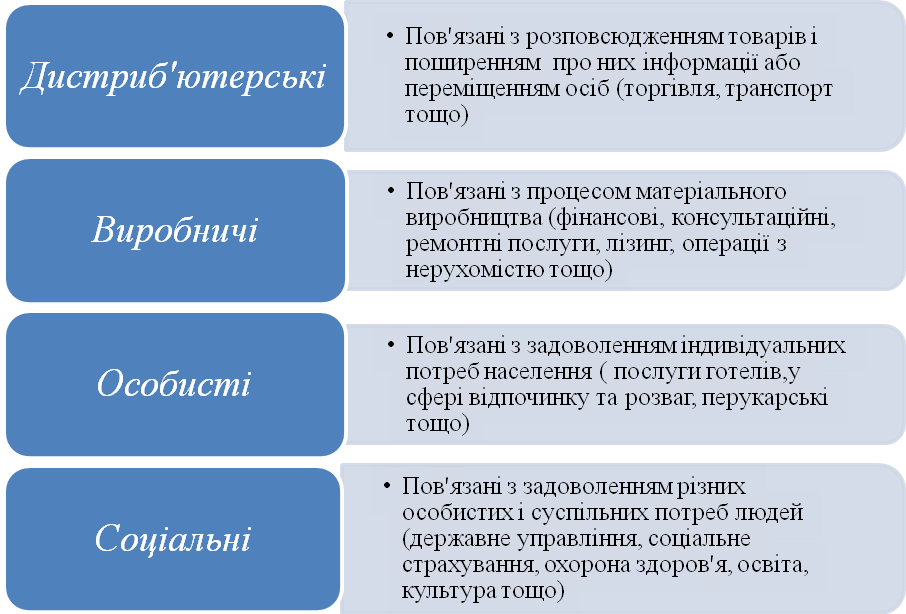 Дистриб'ютерські
• Пов'язані з розповсюдженням товарів і
поширенням про них інформації або
переміщенням осіб (торгівля, транспорт
тощо)
Виробничі
• Пов'язані з процесом матеріального
виробництва (фінансові, консультаційні,
ремонтні послуги, лізинг, операції з
нерухомістю тощо)
Особисті
• Пов'язані з задоволенням індивідуальних
потреб населення ( послуги готелів,у
сфері відпочинку та розваг, перукарські
тощо)
Соціальні
• Пов'язані з задоволенням різних
особистих і суспільних потреб людей
(державне управління, соціальне
страхування, охорона здоров'я, освіта,
культура тощо)